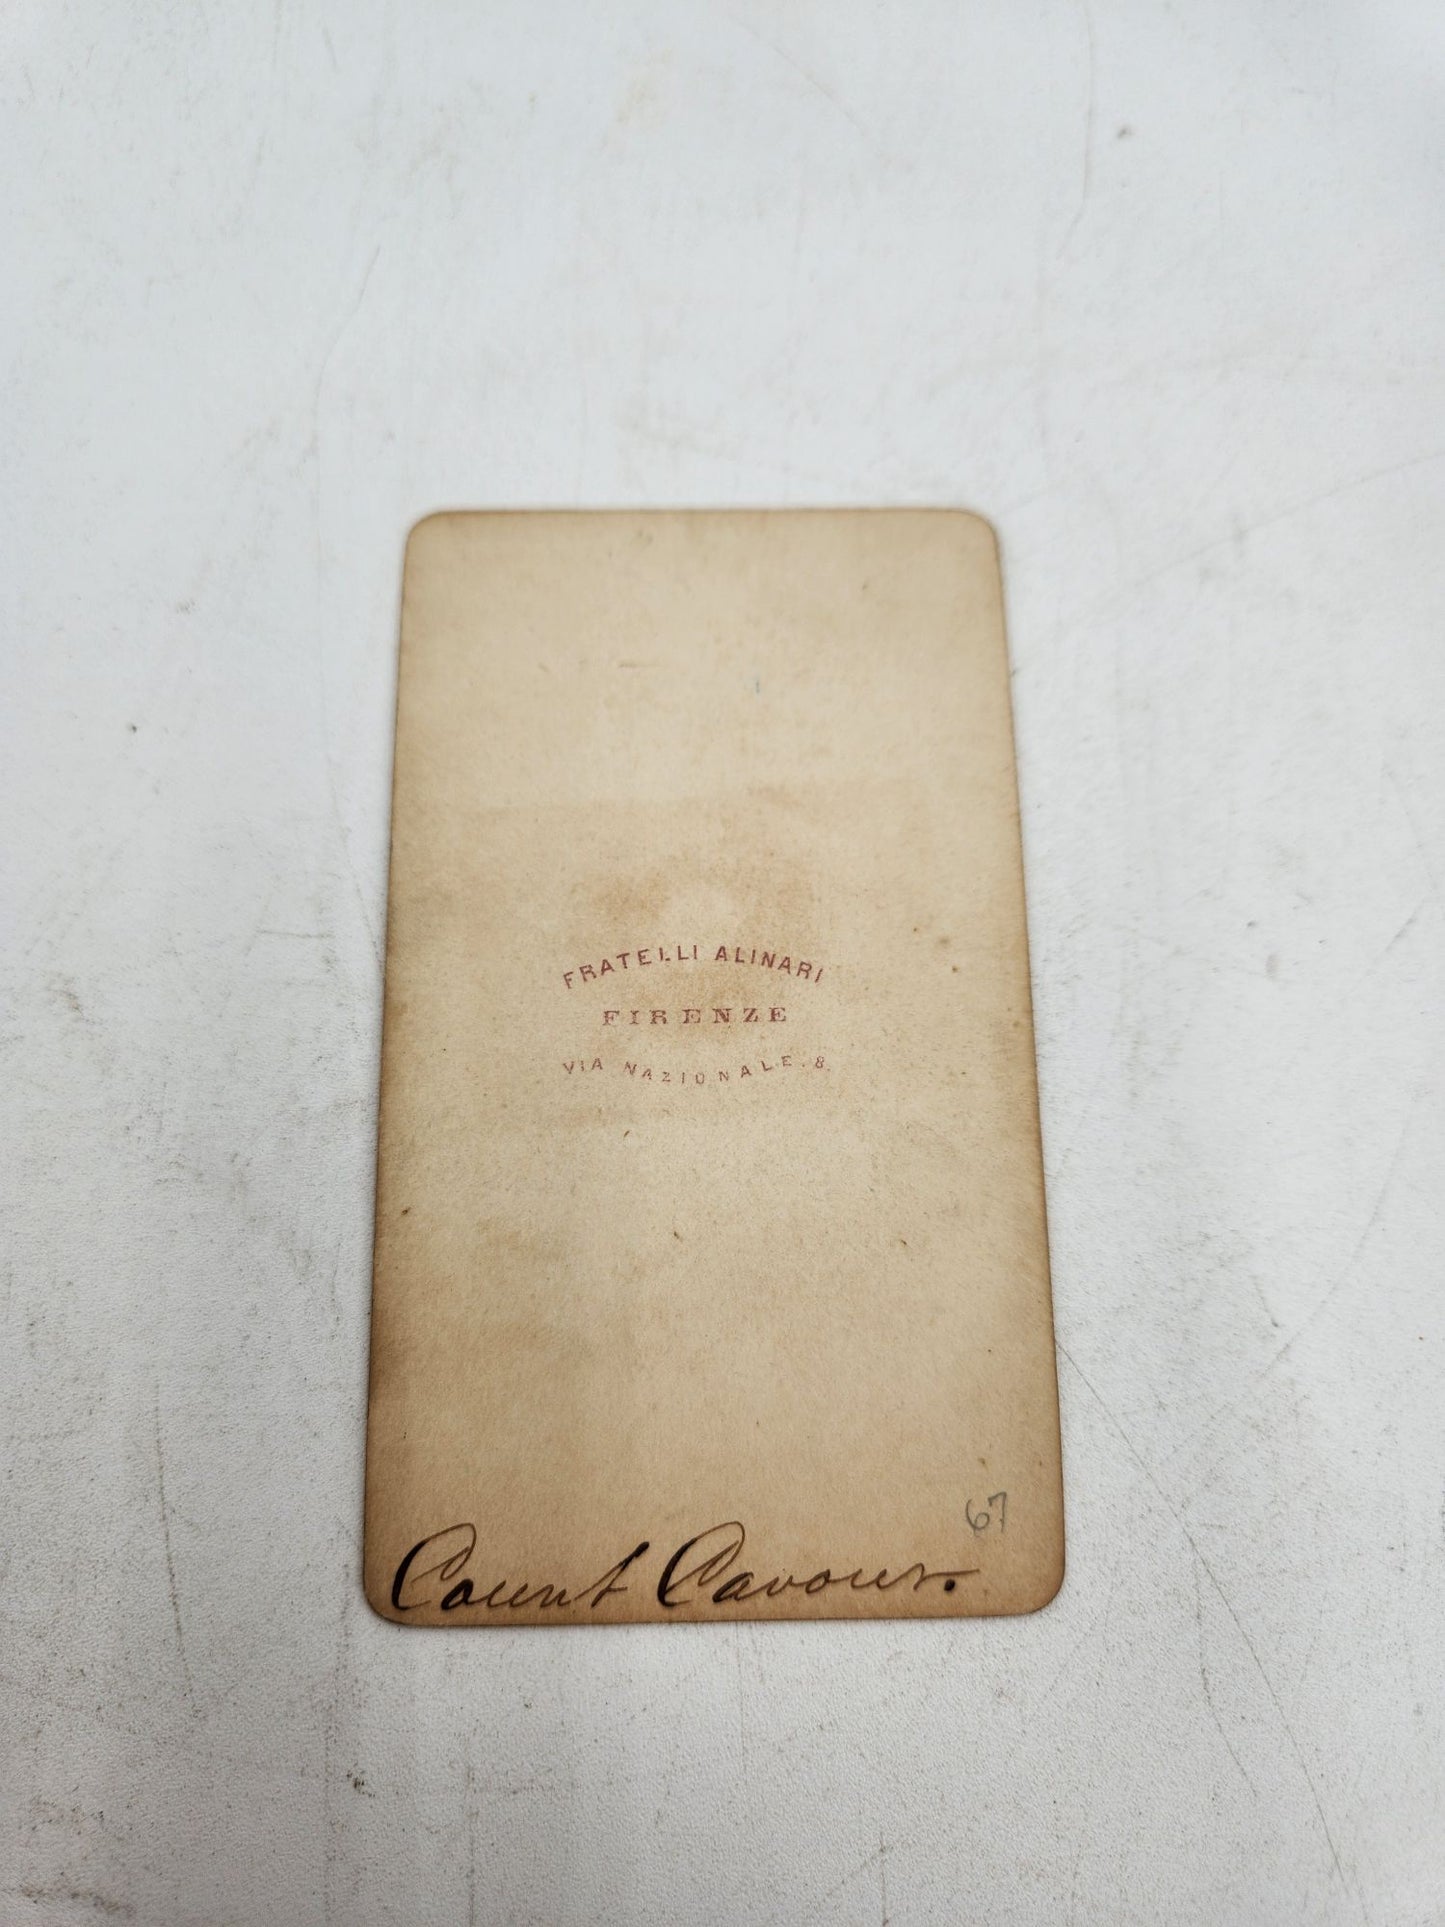 FRATELLI ALINARI
FIRENZE
VIA NAZIONALE. 8.
67
Count Cavour.